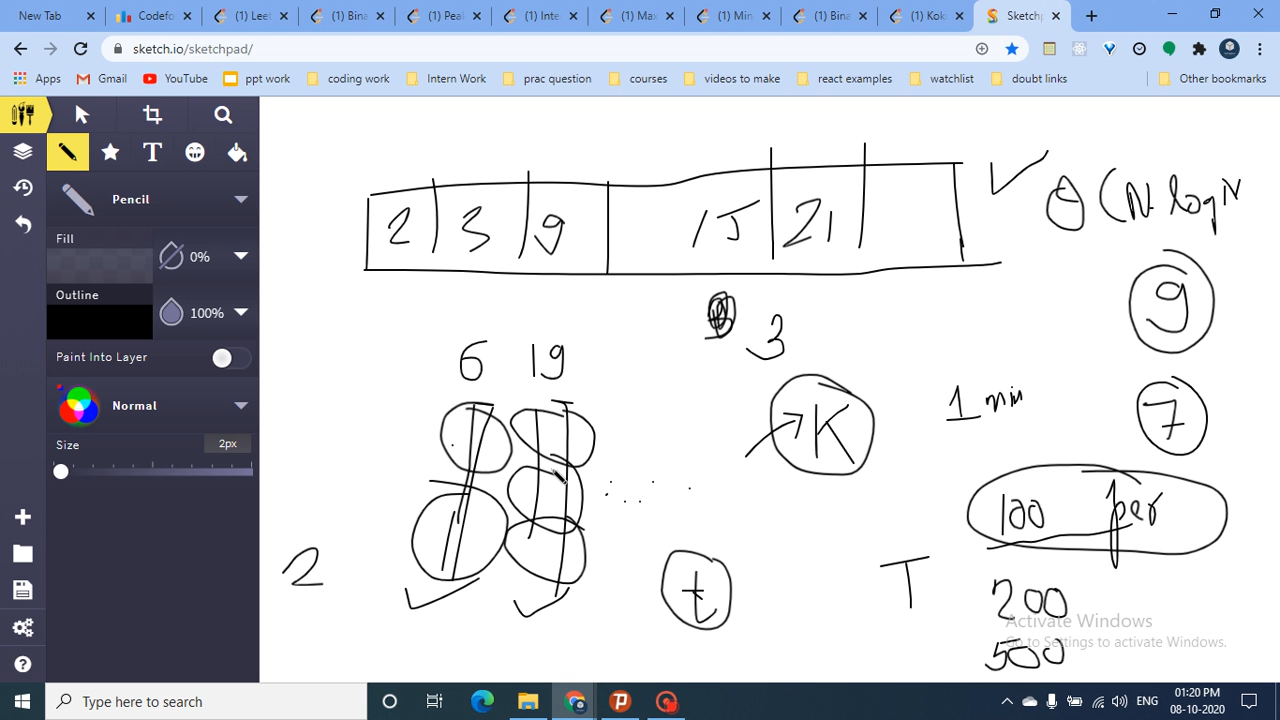 New Tab
Codefo
(1) Leet
(1) Bina
(1) Peal
(1) Inte
(1) Max
(1) Min
(1) Bina
(1) Kok
Sketch
sketch.io/sketchpad/
Apps
Gmail
YouTube
ppt work
coding work
Intern Work
prac question
courses
videos to make
react examples
watchlist
doubt links
Other bookmarks
Pencil
Fill
0%
Outline
100%
Paint Into Layer
Normal
Size
2px
2 3 9 15 21
(N logN
9
3
6 19
K
1 min
7
100 per
2
t
T
200
500
Activate Windows
Go to Settings to activate Windows.
Type here to search
ENG
01:20 PM
08-10-2020